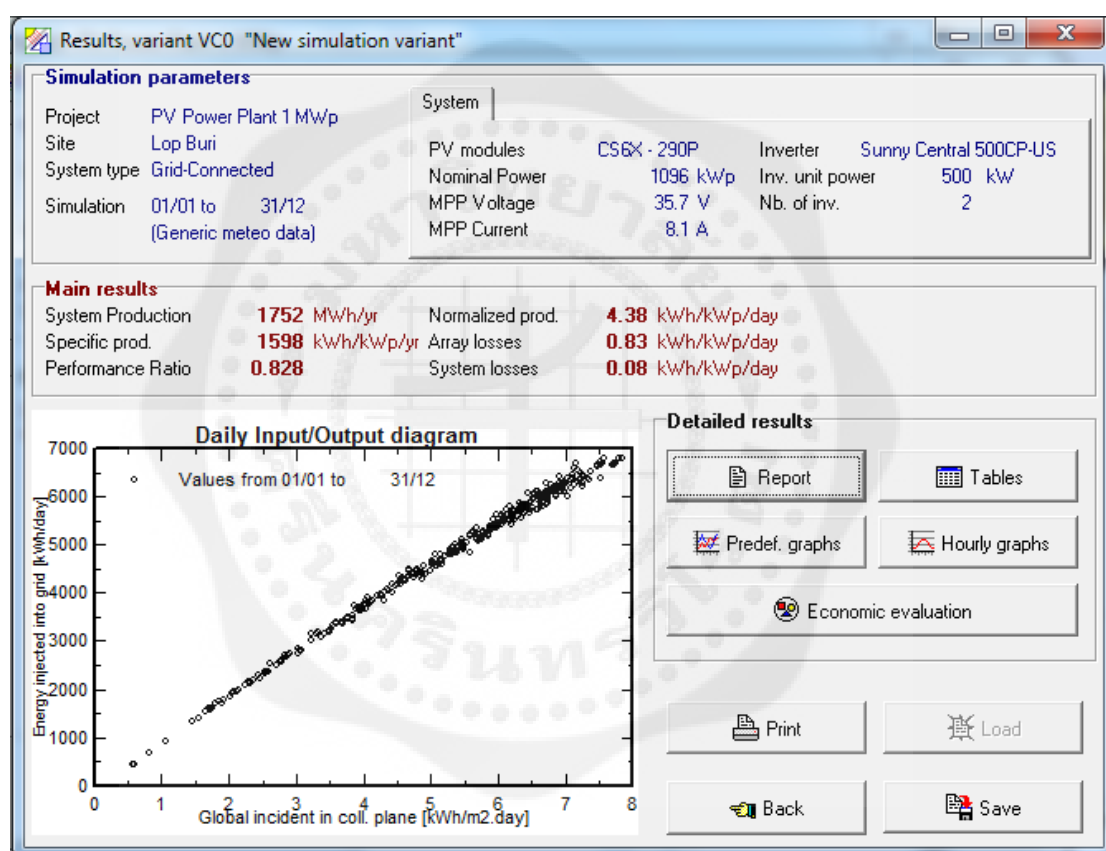 Results, variant VC0 "New simulation variant"
Simulation parameters
Project PV Power Plant 1 MWp
Site Lop Buri
System type Grid-Connected
Simulation 01/01 to 31/12
(Generic meteo data)
System
PV modules CS6X - 290P Inverter Sunny Central 500CP-US
Nominal Power 1096 kWp Inv. unit power 500 kW
MPP Voltage 35.7 V Nb. of inv. 2
MPP Current 8.1 A
Main results
System Production 1752 MWh/yr Normalized prod. 4.38 kWh/kWp/day
Specific prod. 1598 kWh/kWp/yr Array losses 0.83 kWh/kWp/day
Performance Ratio 0.828 System losses 0.08 kWh/kWp/day
Daily Input/Output diagram
Values from 01/01 to 31/12
Energy injected into grid [kWh/day]
7000
6000
5000
4000
3000
2000
1000
0
0 1 2 3 4 5 6 7 8
Global incident in coll. plane [kWh/m2.day]
Detailed results
Report Tables
Predef. graphs Hourly graphs
Economic evaluation
Print Load
Back Save